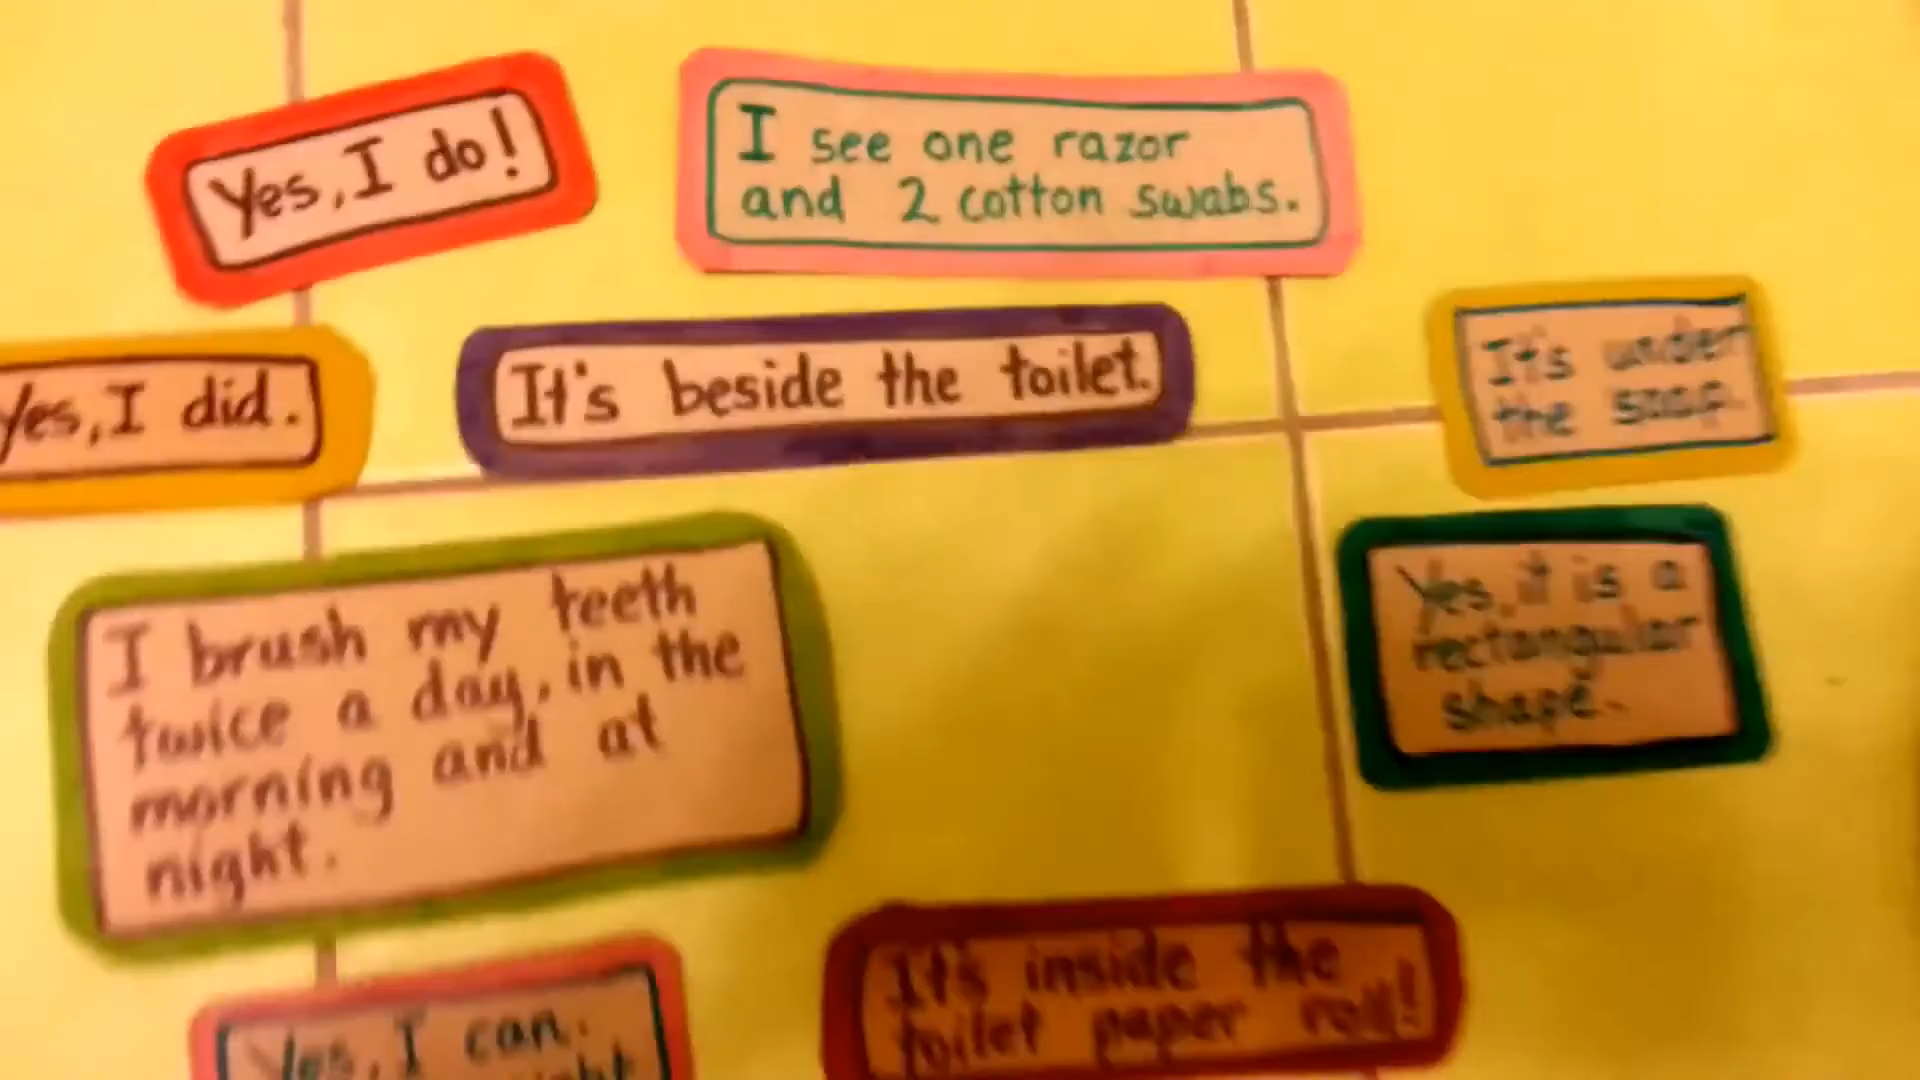 Yes, I do!
I see one razor
and 2 cotton swabs.
Yes, I did.
It's beside the toilet.
It's under
the soap.
I brush my teeth
twice a day, in the
morning and at
night.
Yes, it is a
rectangular
shape.
Yes, I can.
It's inside the
toilet paper roll!